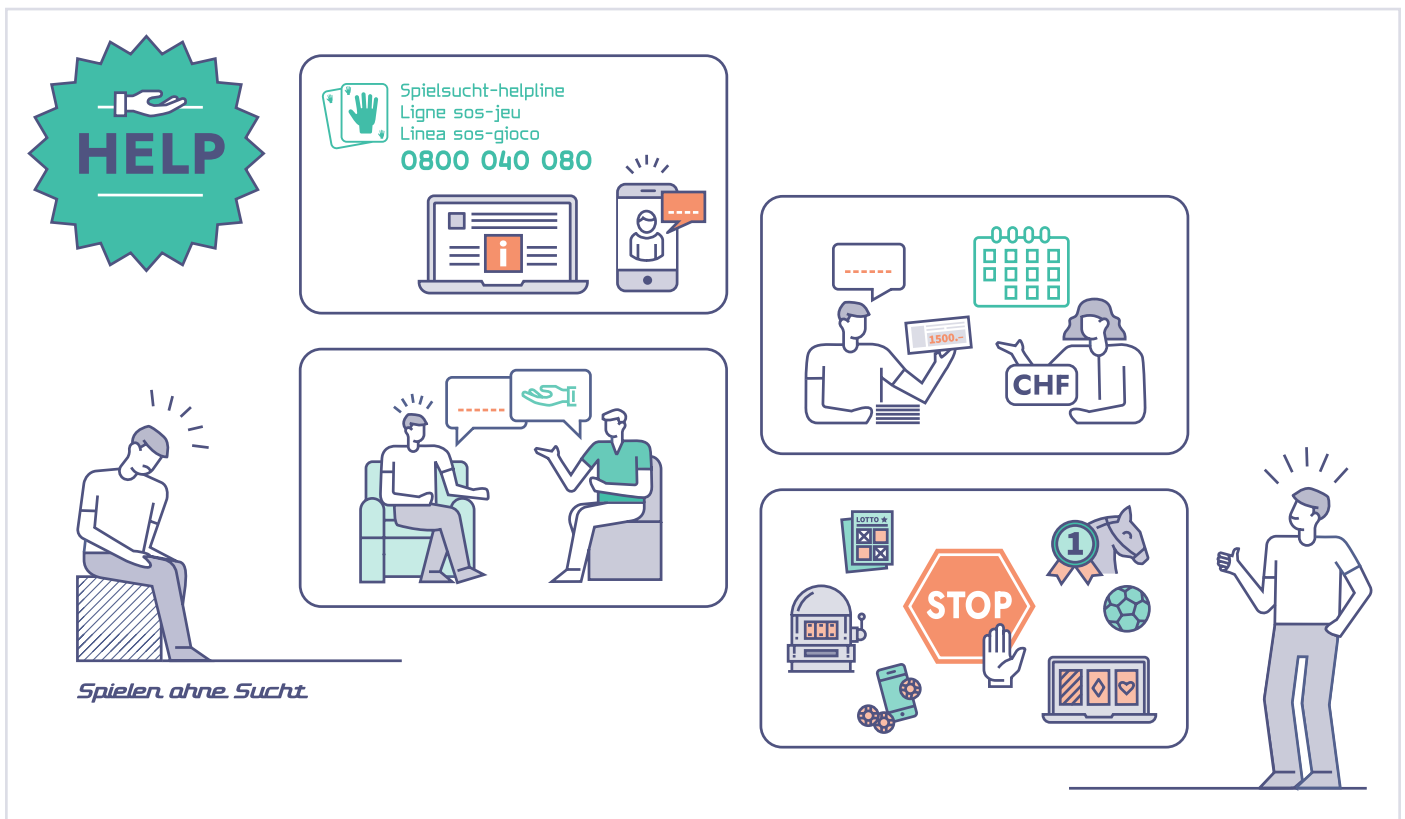 HELP
Spielsucht-helpline
Ligne sos-jeu
Linea sos-gioco
0800 040 080
i
1500.–
CHF
LOTTO ★
1
STOP
Spielen ohne Sucht